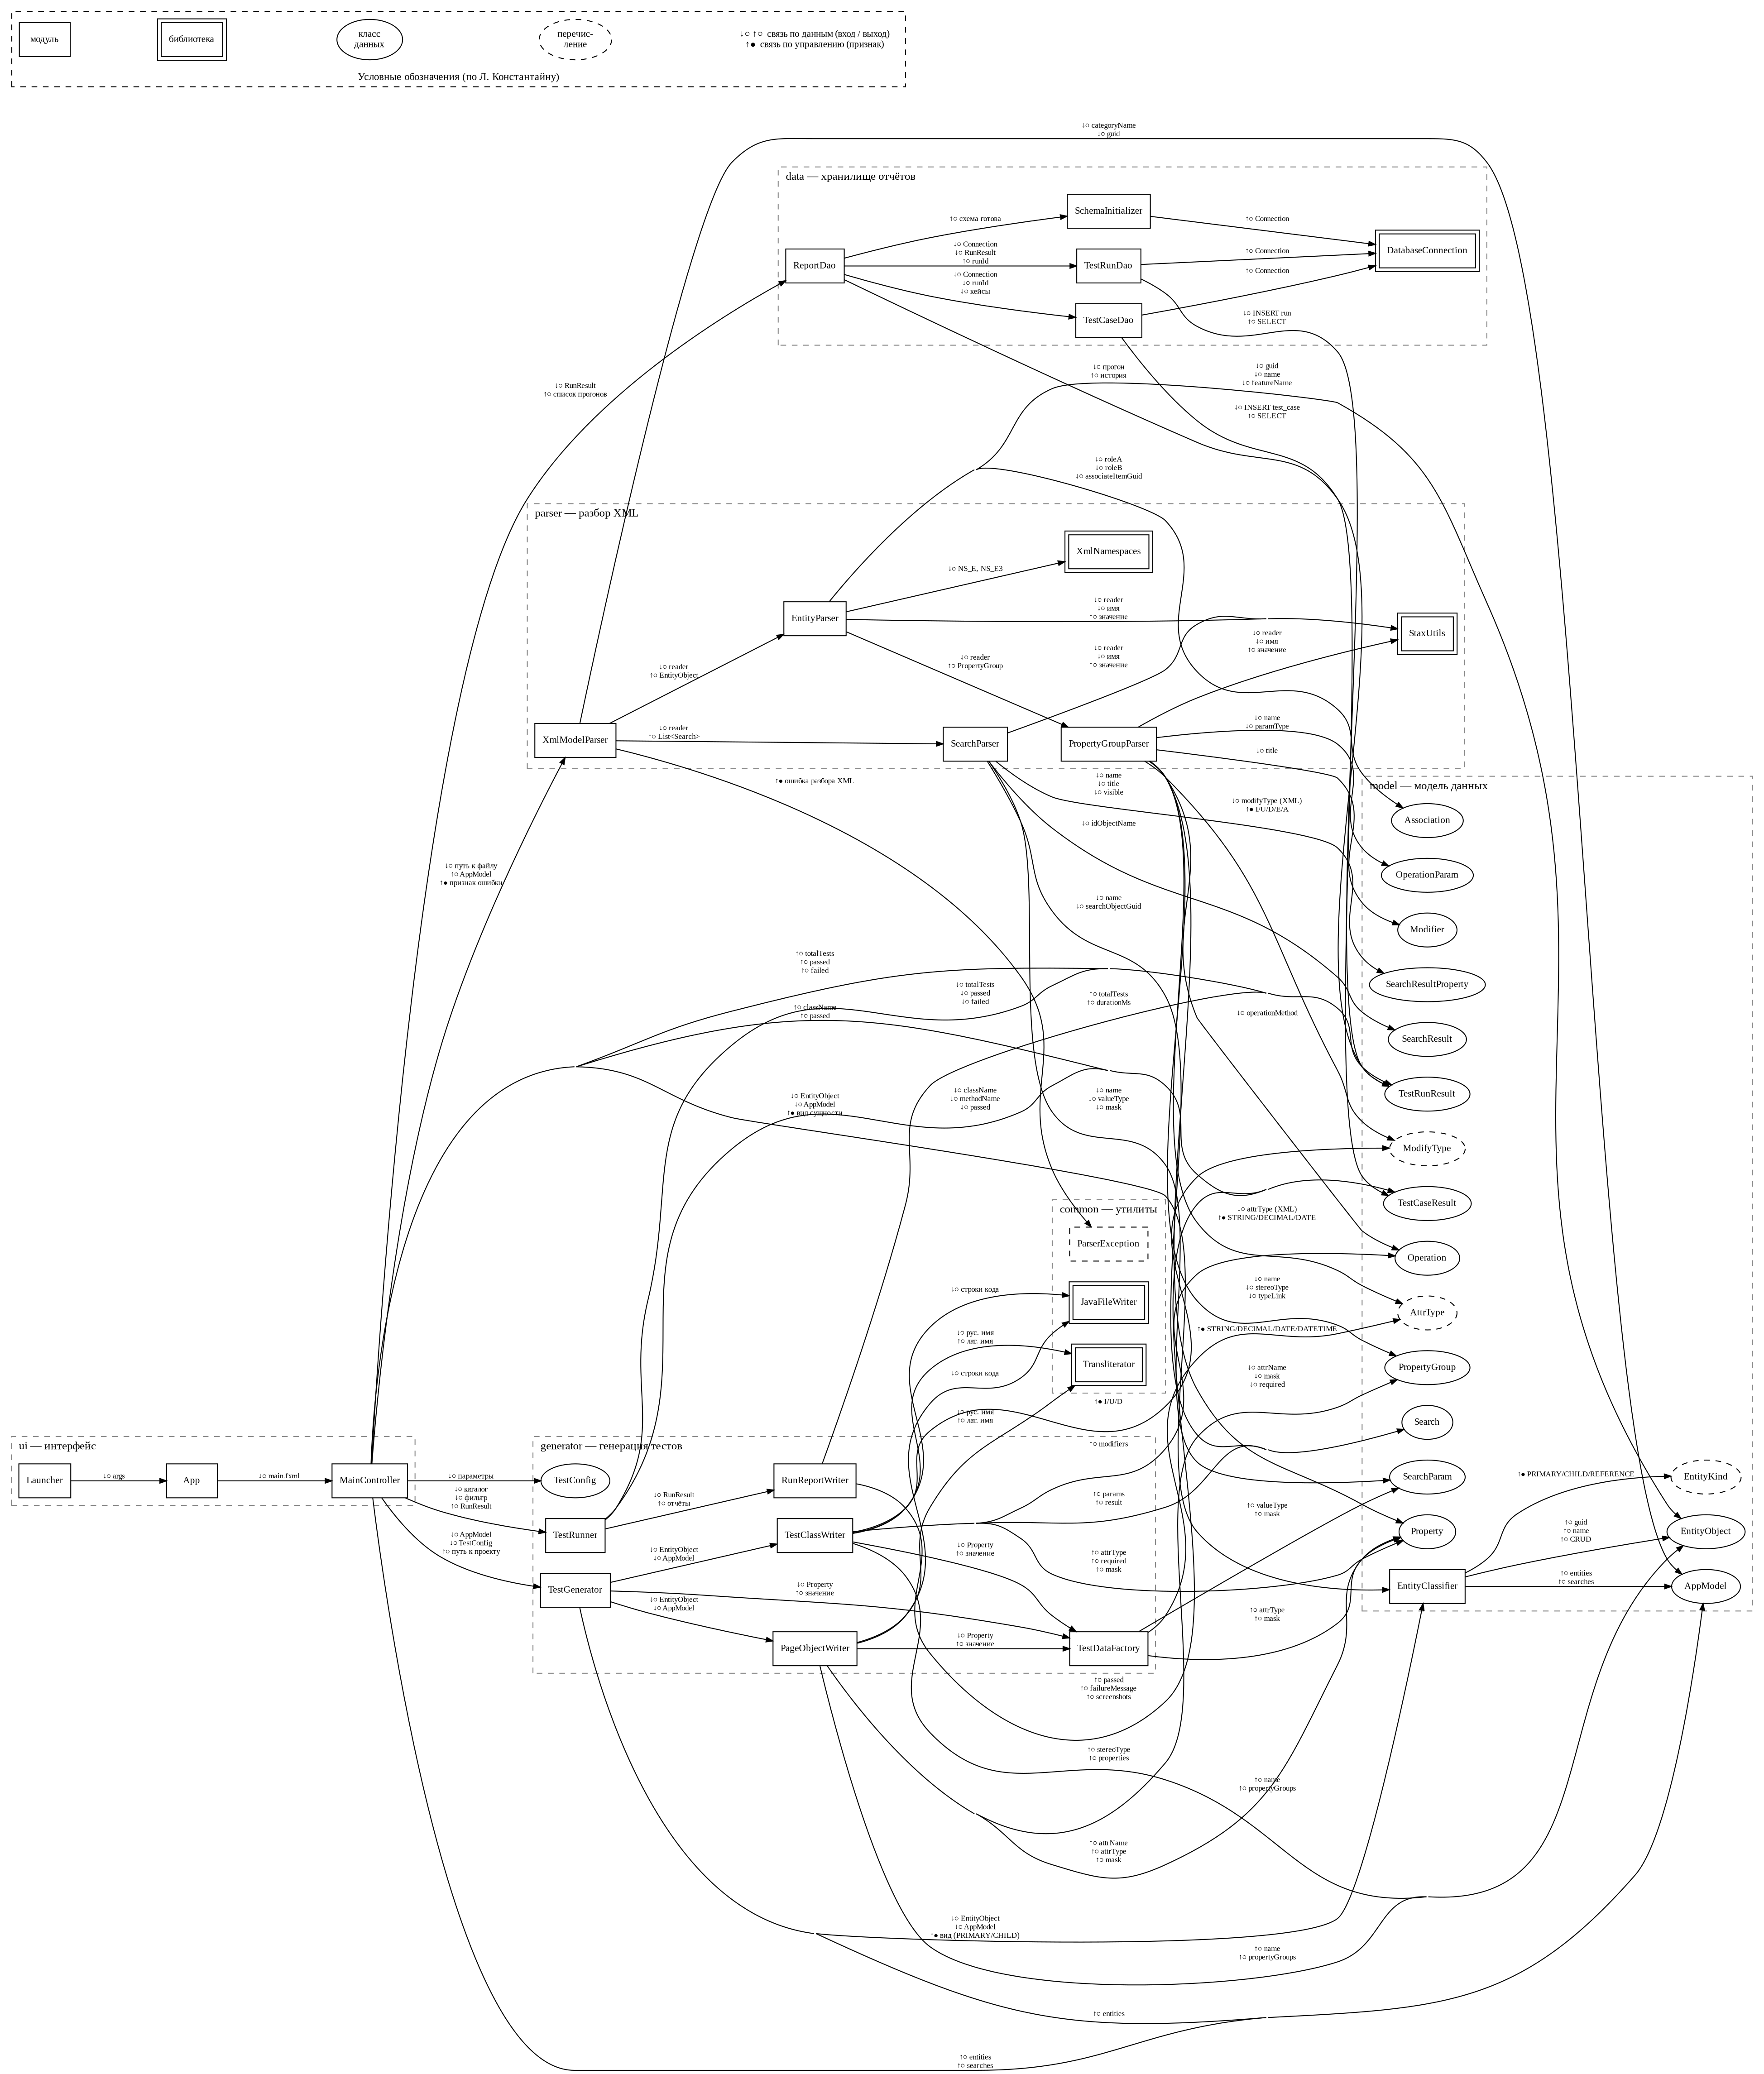 модуль
библиотека
класс
данных
перечис-
ление
↓○ ↑○ связь по данным (вход / выход)
↑● связь по управлению (признак)
Условные обозначения (по Л. Константайну)
↓○ categoryName
↓○ guid
data — хранилище отчётов
SchemaInitializer
↑○ схема готова
↑○ Connection
DatabaseConnection
ReportDao
↓○ Connection
↓○ RunResult
↑○ runId
TestRunDao
↑○ Connection
↓○ Connection
↓○ runId
↓○ кейсы
↑○ Connection
TestCaseDao
↓○ INSERT run
↑○ SELECT
↓○ прогон
↑○ история
↓○ guid
↓○ name
↓○ featureName
↓○ RunResult
↑○ список прогонов
↓○ INSERT test_case
↑○ SELECT
↓○ roleA
↓○ roleB
↓○ associateItemGuid
parser — разбор XML
XmlNamespaces
↓○ NS_E, NS_E3
EntityParser
↓○ reader
↓○ имя
↑○ значение
StaxUtils
↓○ reader
↓○ имя
↑○ значение
↓○ reader
↓○ имя
↑○ значение
↓○ reader
↑○ PropertyGroup
↓○ reader
↑○ EntityObject
XmlModelParser
↓○ reader
↑○ List<Search>
SearchParser
PropertyGroupParser
↓○ name
↓○ paramType
↓○ title
↑● ошибка разбора XML
↓○ name
↓○ title
↓○ visible
model — модель данных
↓○ modifyType (XML)
↑● I/U/D/E/A
Association
↓○ idObjectName
↓○ путь к файлу
↑○ AppModel
↑● признак ошибки
OperationParam
↓○ name
↓○ searchObjectGuid
Modifier
↑○ totalTests
↑○ passed
↑○ failed
SearchResultProperty
↓○ totalTests
↓○ passed
↓○ failed
↑○ totalTests
↑○ durationMs
↑○ className
↑○ passed
↓○ operationMethod
SearchResult
↓○ EntityObject
↓○ AppModel
↑● вид сущности
↓○ className
↓○ methodName
↓○ passed
↓○ name
↓○ valueType
↓○ mask
TestRunResult
ModifyType
common — утилиты
TestCaseResult
↓○ attrType (XML)
↑● STRING/DECIMAL/DATE
ParserException
Operation
↓○ строки кода
JavaFileWriter
↓○ name
↓○ stereoType
↓○ typeLink
AttrType
↓○ рус. имя
↑○ лат. имя
↑● STRING/DECIMAL/DATE/DATETIME
Transliterator
↓○ строки кода
↓○ attrName
↓○ mask
↓○ required
PropertyGroup
↑● I/U/D
↓○ рус. имя
↑○ лат. имя
Search
ui — интерфейс
generator — генерация тестов
↑○ modifiers
Launcher
↓○ args
App
↓○ main.fxml
MainController
↓○ параметры
TestConfig
RunReportWriter
SearchParam
↑● PRIMARY/CHILD/REFERENCE
EntityKind
↓○ каталог
↓○ фильтр
↑○ RunResult
↓○ RunResult
↑○ отчёты
↑○ params
↑○ result
↑○ valueType
↑○ mask
TestRunner
TestClassWriter
Property
↑○ guid
↑○ name
↑○ CRUD
EntityObject
↓○ AppModel
↓○ TestConfig
↑○ путь к проекту
↓○ EntityObject
↓○ AppModel
↓○ Property
↑○ значение
↑○ attrType
↑○ required
↑○ mask
TestGenerator
↓○ Property
↑○ значение
EntityClassifier
↑○ entities
↑○ searches
AppModel
↓○ EntityObject
↓○ AppModel
↑○ attrType
↑○ mask
PageObjectWriter
↓○ Property
↑○ значение
TestDataFactory
↑○ passed
↑○ failureMessage
↑○ screenshots
↑○ stereoType
↑○ properties
↑○ name
↑○ propertyGroups
↑○ attrName
↑○ attrType
↑○ mask
↓○ EntityObject
↓○ AppModel
↑● вид (PRIMARY/CHILD)
↑○ name
↑○ propertyGroups
↑○ entities
↑○ entities
↑○ searches